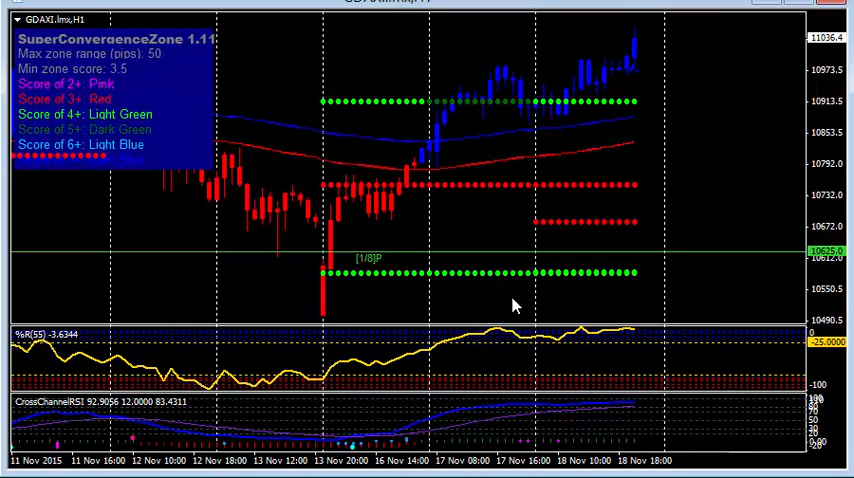 GDAXI.lmx,H1
GDAXI.lmx,H1
SuperConvergenceZone 1.11
Max zone range (pips): 50
Min zone score: 3.5
Score of 2+: Pink
Score of 3+: Red
Score of 4+: Light Green
Score of 5+: Dark Green
Score of 6+: Light Blue
11036.4
10973.5
10913.5
10853.5
10792.0
10732.0
10672.0
10625.0
10612.0
10550.5
10490.5
[1/8]P
%R(55) -3.6344
0
-25.0000
-100
CrossChannelRSI 92.9056 12.0000 83.4311
11 Nov 2015 11 Nov 16:00 12 Nov 10:00 12 Nov 18:00 13 Nov 12:00 13 Nov 20:00 16 Nov 14:00 17 Nov 08:00 17 Nov 16:00 18 Nov 10:00 18 Nov 18:00